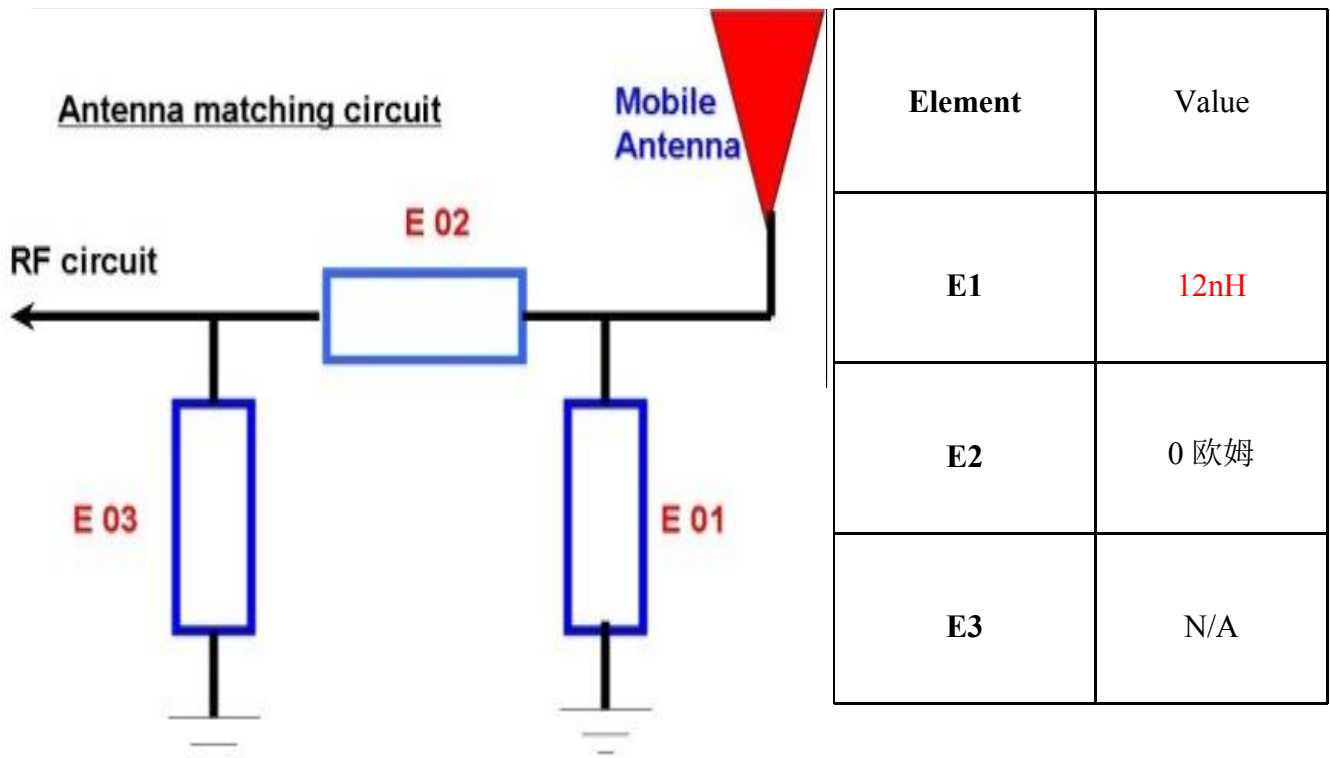 Antenna matching circuit
Mobile
Antenna
E 02
RF circuit
E 03
E 01
Element Value
E1 12nH
E2 0 欧姆
E3 N/A